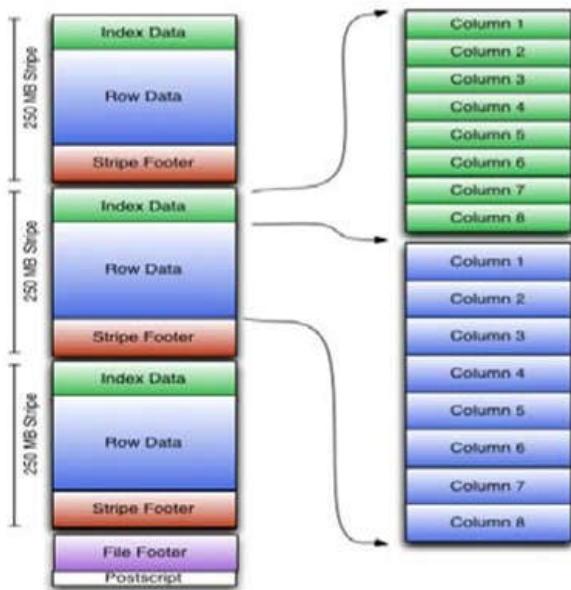 250 MB Stripe
Index Data
Row Data
Stripe Footer
250 MB Stripe
Index Data
Row Data
Stripe Footer
250 MB Stripe
Index Data
Row Data
Stripe Footer
File Footer
Postscript
Column 1
Column 2
Column 3
Column 4
Column 5
Column 6
Column 7
Column 8
Column 1
Column 2
Column 3
Column 4
Column 5
Column 6
Column 7
Column 8